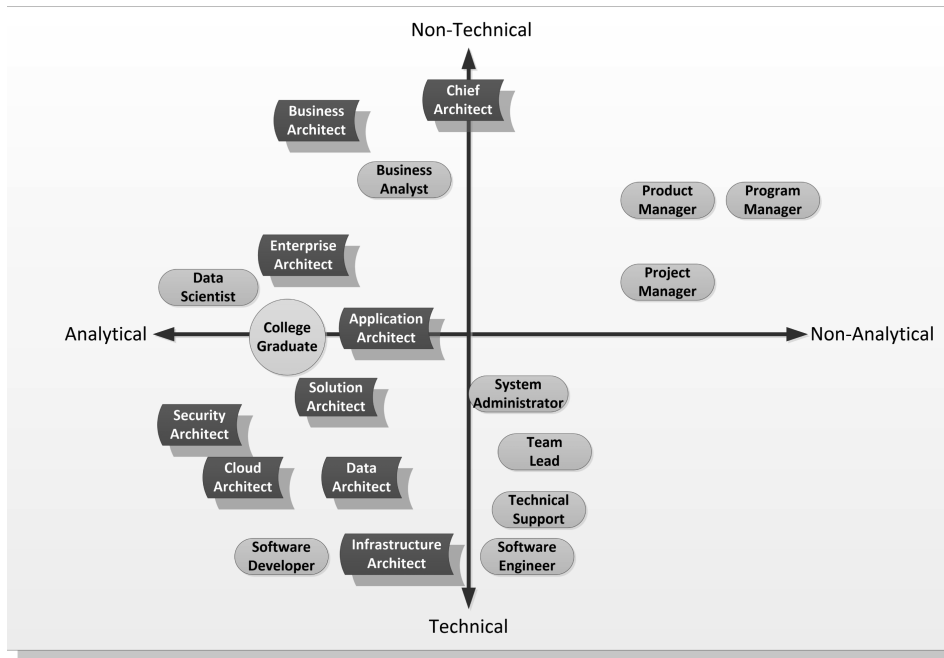 Non-Technical
Chief
Architect
Business
Architect
Business
Analyst
Product
Manager
Program
Manager
Enterprise
Architect
Data
Scientist
Project
Manager
Analytical
College
Graduate
Application
Architect
Non-Analytical
Solution
Architect
System
Administrator
Security
Architect
Team
Lead
Cloud
Architect
Data
Architect
Technical
Support
Software
Developer
Infrastructure
Architect
Software
Engineer
Technical